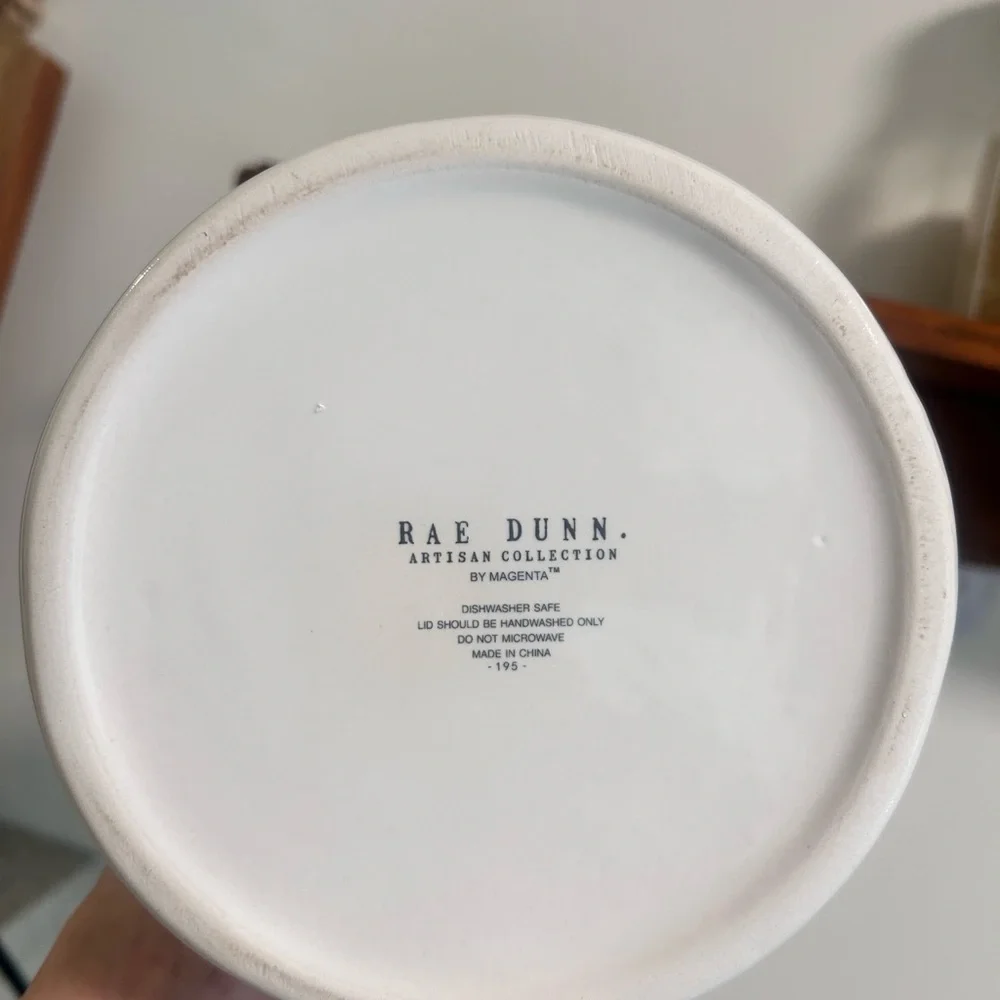 RAE DUNN.
ARTISAN COLLECTION
BY MAGENTA™
DISHWASHER SAFE
LID SHOULD BE HANDWASHED ONLY
DO NOT MICROWAVE
MADE IN CHINA
- 195 -